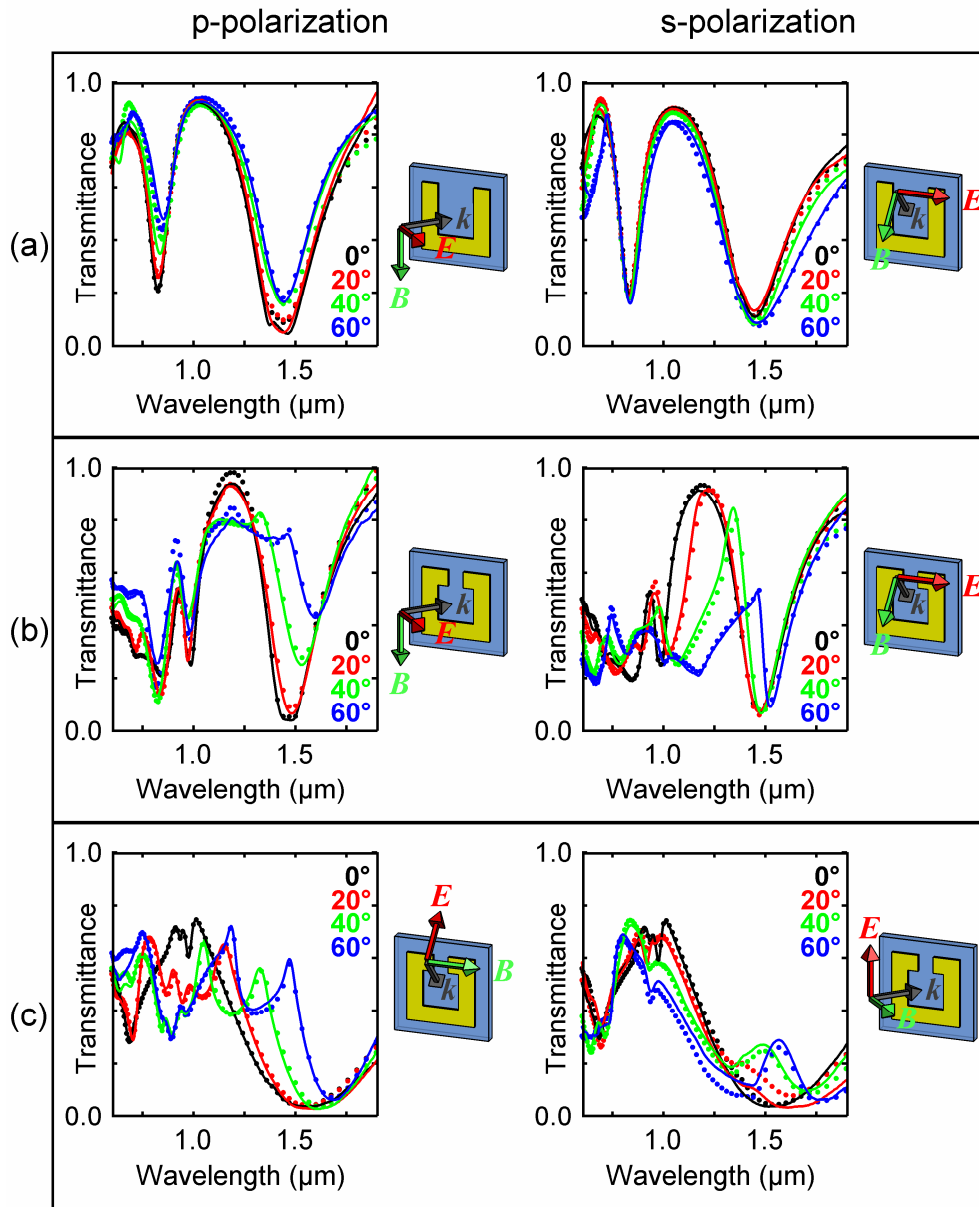 p-polarization
s-polarization
(a)
Transmittance
1.0
0.0
1.0
1.5
Wavelength (μm)
0°
20°
40°
60°
k
E
B
Transmittance
1.0
0.0
1.0
1.5
Wavelength (μm)
0°
20°
40°
60°
E
k
B
(b)
Transmittance
1.0
0.0
1.0
1.5
Wavelength (μm)
0°
20°
40°
60°
k
E
B
Transmittance
1.0
0.0
1.0
1.5
Wavelength (μm)
0°
20°
40°
60°
E
k
B
(c)
Transmittance
1.0
0.0
1.0
1.5
Wavelength (μm)
0°
20°
40°
60°
E
B
k
Transmittance
1.0
0.0
1.0
1.5
Wavelength (μm)
0°
20°
40°
60°
E
k
B